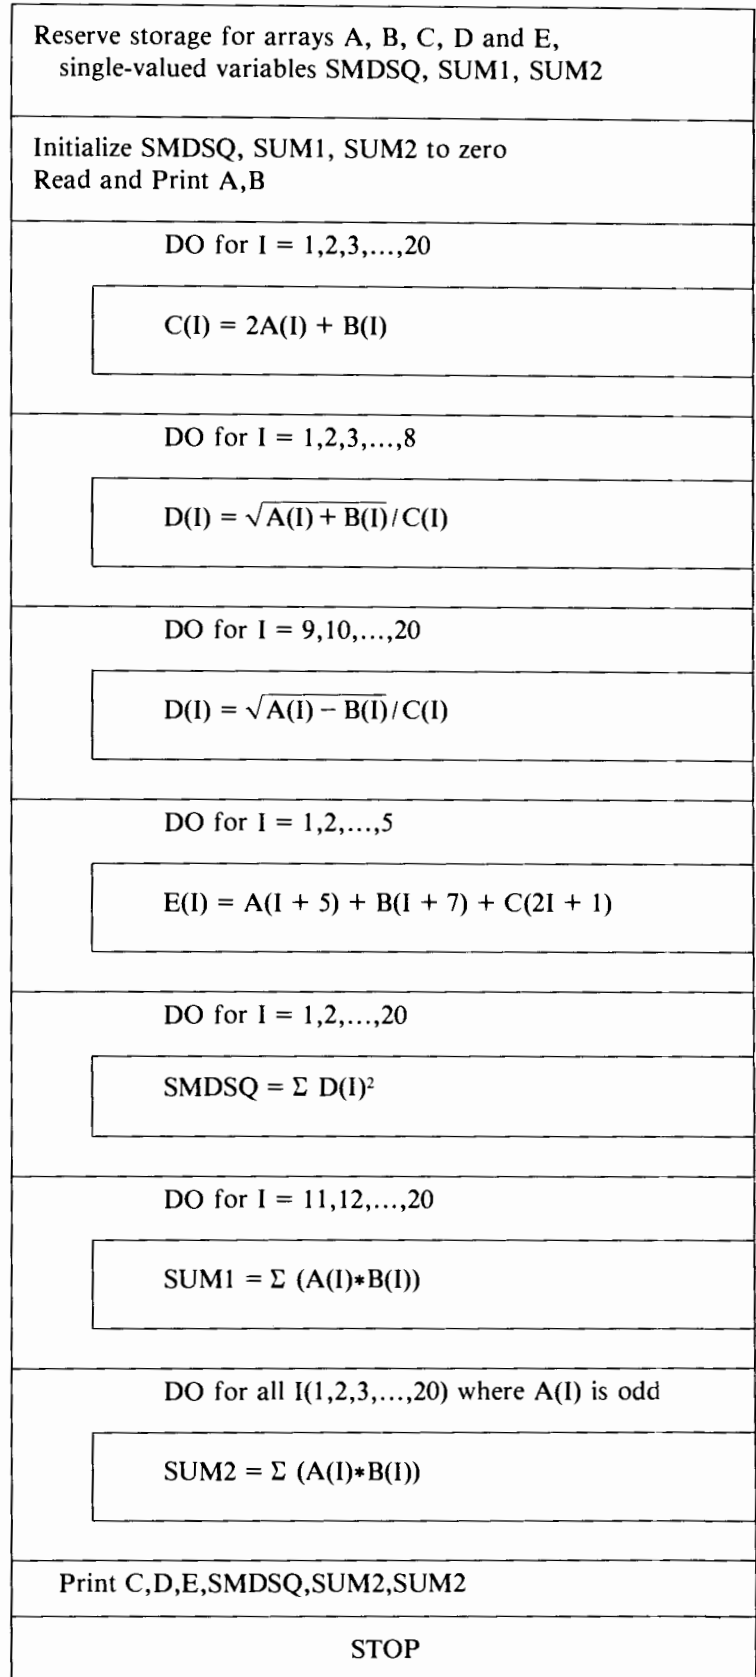 Reserve storage for arrays A, B, C, D and E,
single-valued variables SMDSQ, SUM1, SUM2
Initialize SMDSQ, SUM1, SUM2 to zero
Read and Print A,B
DO for I = 1,2,3,...,20
C(I) = 2A(I) + B(I)
DO for I = 1,2,3,...,8
D(I) = √A(I) + B(I)/C(I)
DO for I = 9,10,...,20
D(I) = √A(I) − B(I)/C(I)
DO for I = 1,2,...,5
E(I) = A(I + 5) + B(I + 7) + C(2I + 1)
DO for I = 1,2,...,20
SMDSQ = Σ D(I)²
DO for I = 11,12,...,20
SUM1 = Σ (A(I)*B(I))
DO for all I(1,2,3,...,20) where A(I) is odd
SUM2 = Σ (A(I)*B(I))
Print C,D,E,SMDSQ,SUM2,SUM2
STOP